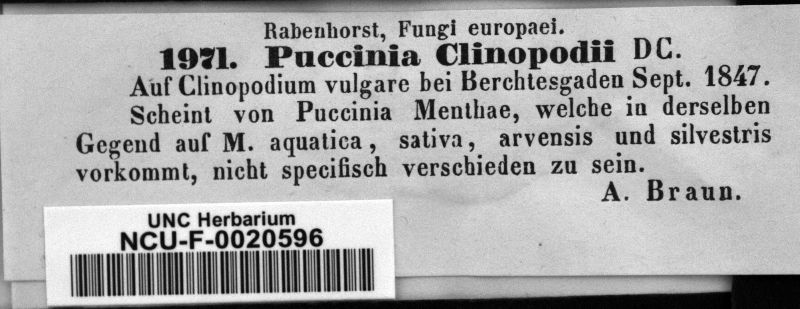 Rabenhorst, Fungi europaei.
1971. Puccinia Clinopodii DC.
Auf Clinopodium vulgare bei Berchtesgaden Sept. 1847.
Scheint von Puccinia Menthae, welche in derselben
Gegend auf M. aquatica, sativa, arvensis und silvestris
vorkommt, nicht specifisch verschieden zu sein.
A. Braun.
UNC Herbarium
NCU-F-0020596